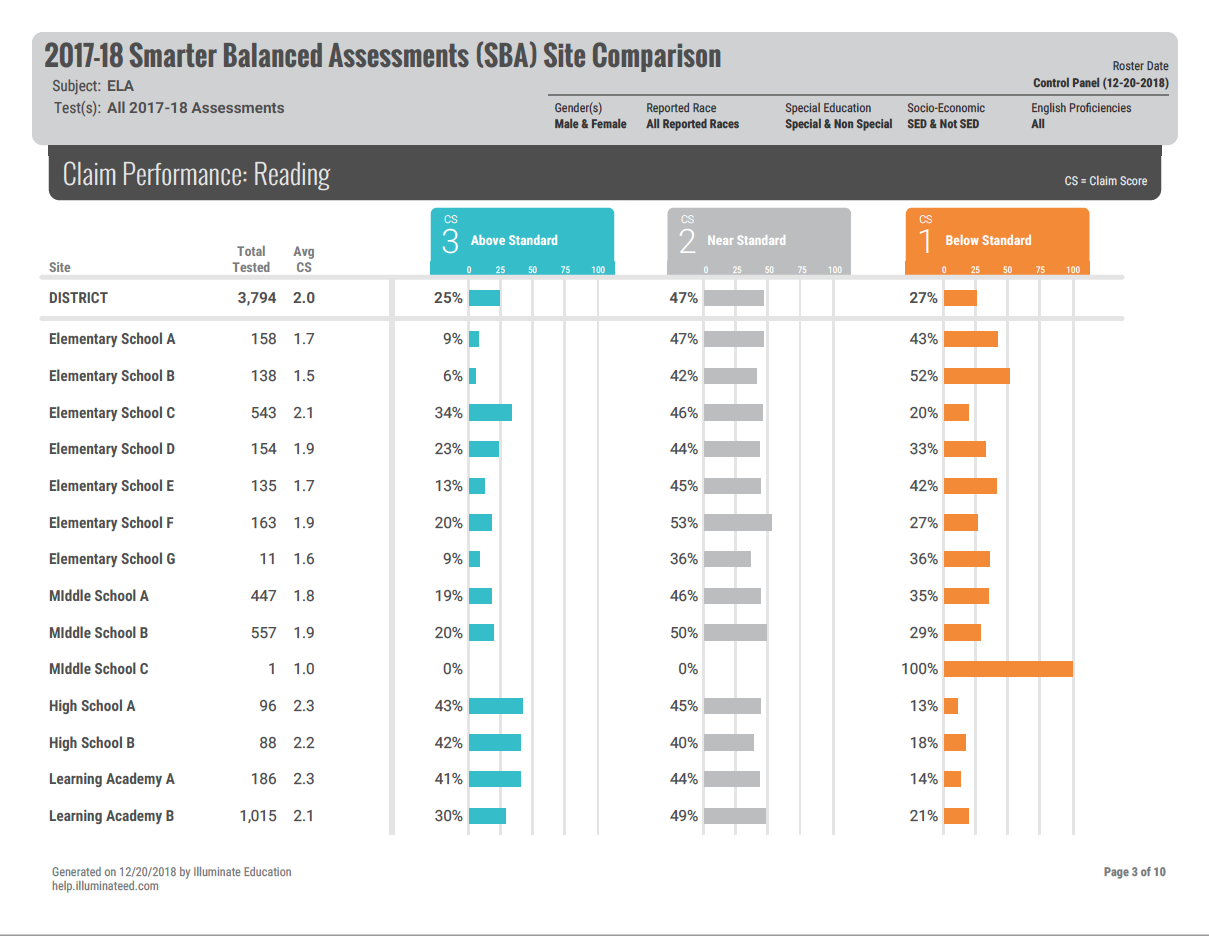 2017-18 Smarter Balanced Assessments (SBA) Site Comparison
Subject: ELA
Test(s): All 2017-18 Assessments
Roster Date
Control Panel (12-20-2018)
Gender(s) Reported Race Special Education Socio-Economic English Proficiencies
Male & Female All Reported Races Special & Non Special SED & Not SED All
Claim Performance: Reading CS = Claim Score
CS 3 Above Standard CS 2 Near Standard CS 1 Below Standard
Total Avg
Site Tested CS 0 25 50 75 100 0 25 50 75 100 0 25 50 75 100
DISTRICT 3,794 2.0 25% 47% 27%
Elementary School A 158 1.7 9% 47% 43%
Elementary School B 138 1.5 6% 42% 52%
Elementary School C 543 2.1 34% 46% 20%
Elementary School D 154 1.9 23% 44% 33%
Elementary School E 135 1.7 13% 45% 42%
Elementary School F 163 1.9 20% 53% 27%
Elementary School G 11 1.6 9% 36% 36%
MIddle School A 447 1.8 19% 46% 35%
MIddle School B 557 1.9 20% 50% 29%
MIddle School C 1 1.0 0% 0% 100%
High School A 96 2.3 43% 45% 13%
High School B 88 2.2 42% 40% 18%
Learning Academy A 186 2.3 41% 44% 14%
Learning Academy B 1,015 2.1 30% 49% 21%
Generated on 12/20/2018 by Illuminate Education Page 3 of 10
help.illuminateed.com